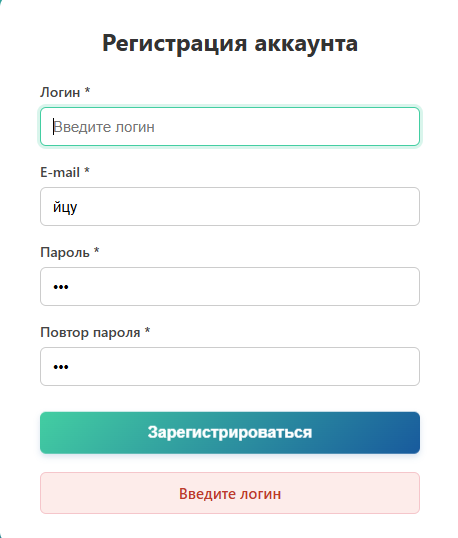 Регистрация аккаунта
Логин *
Введите логин
E-mail *
йцу
Пароль *
•••
Повтор пароля *
•••
Зарегистрироваться
Введите логин